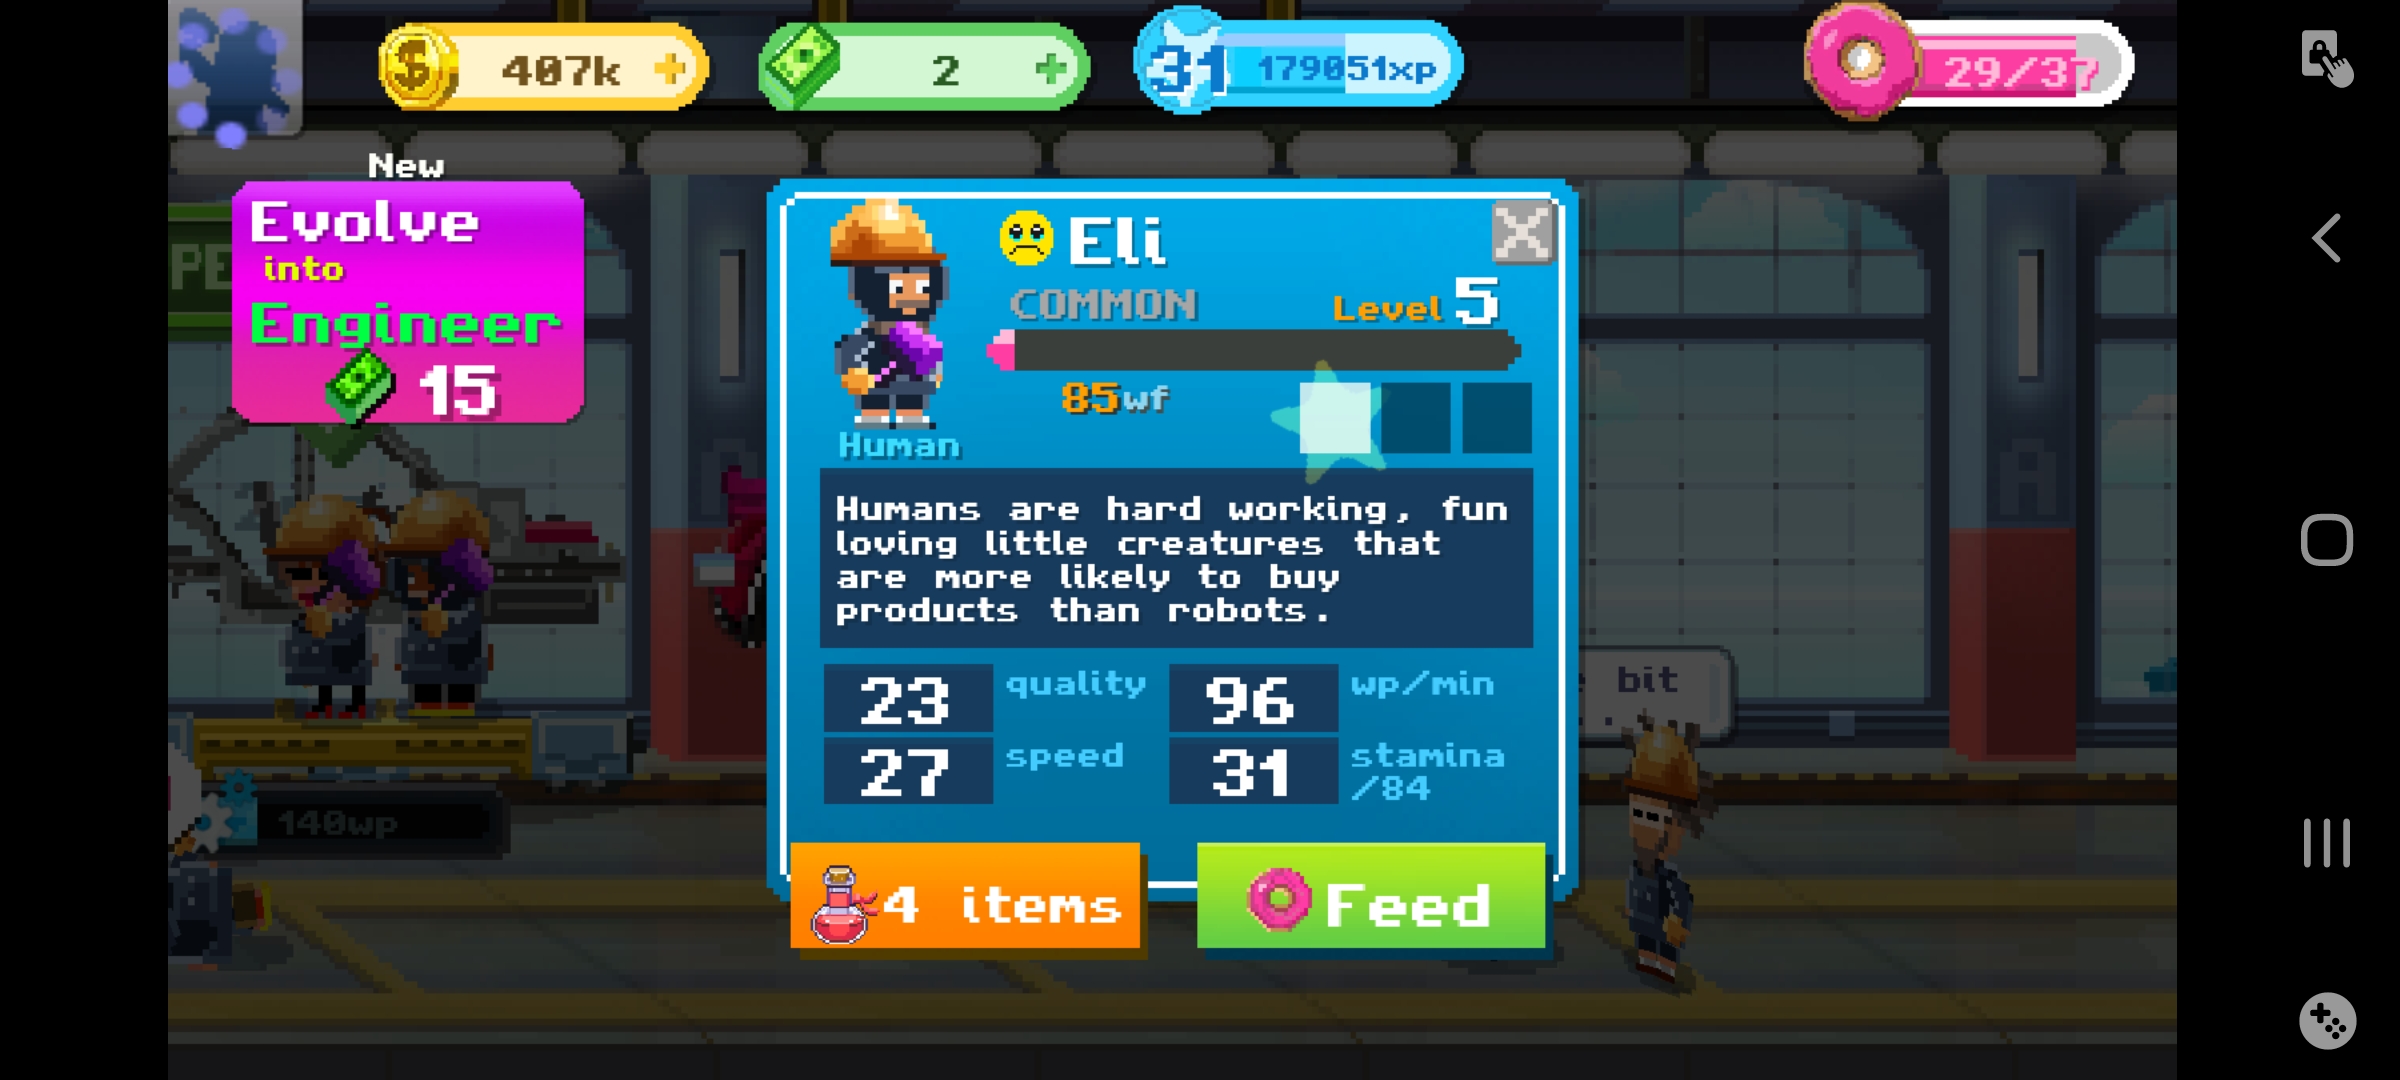 407k
2
31 179051xp
29/37
New
Evolve
into
Engineer
15
PE
Eli
COMMON
Level 5
85wf
Human
Humans are hard working, fun
loving little creatures that
are more likely to buy
products than robots.
23 quality 96 wp/min
27 speed 31 stamina
/84
4 items
Feed
bit
140wp
A